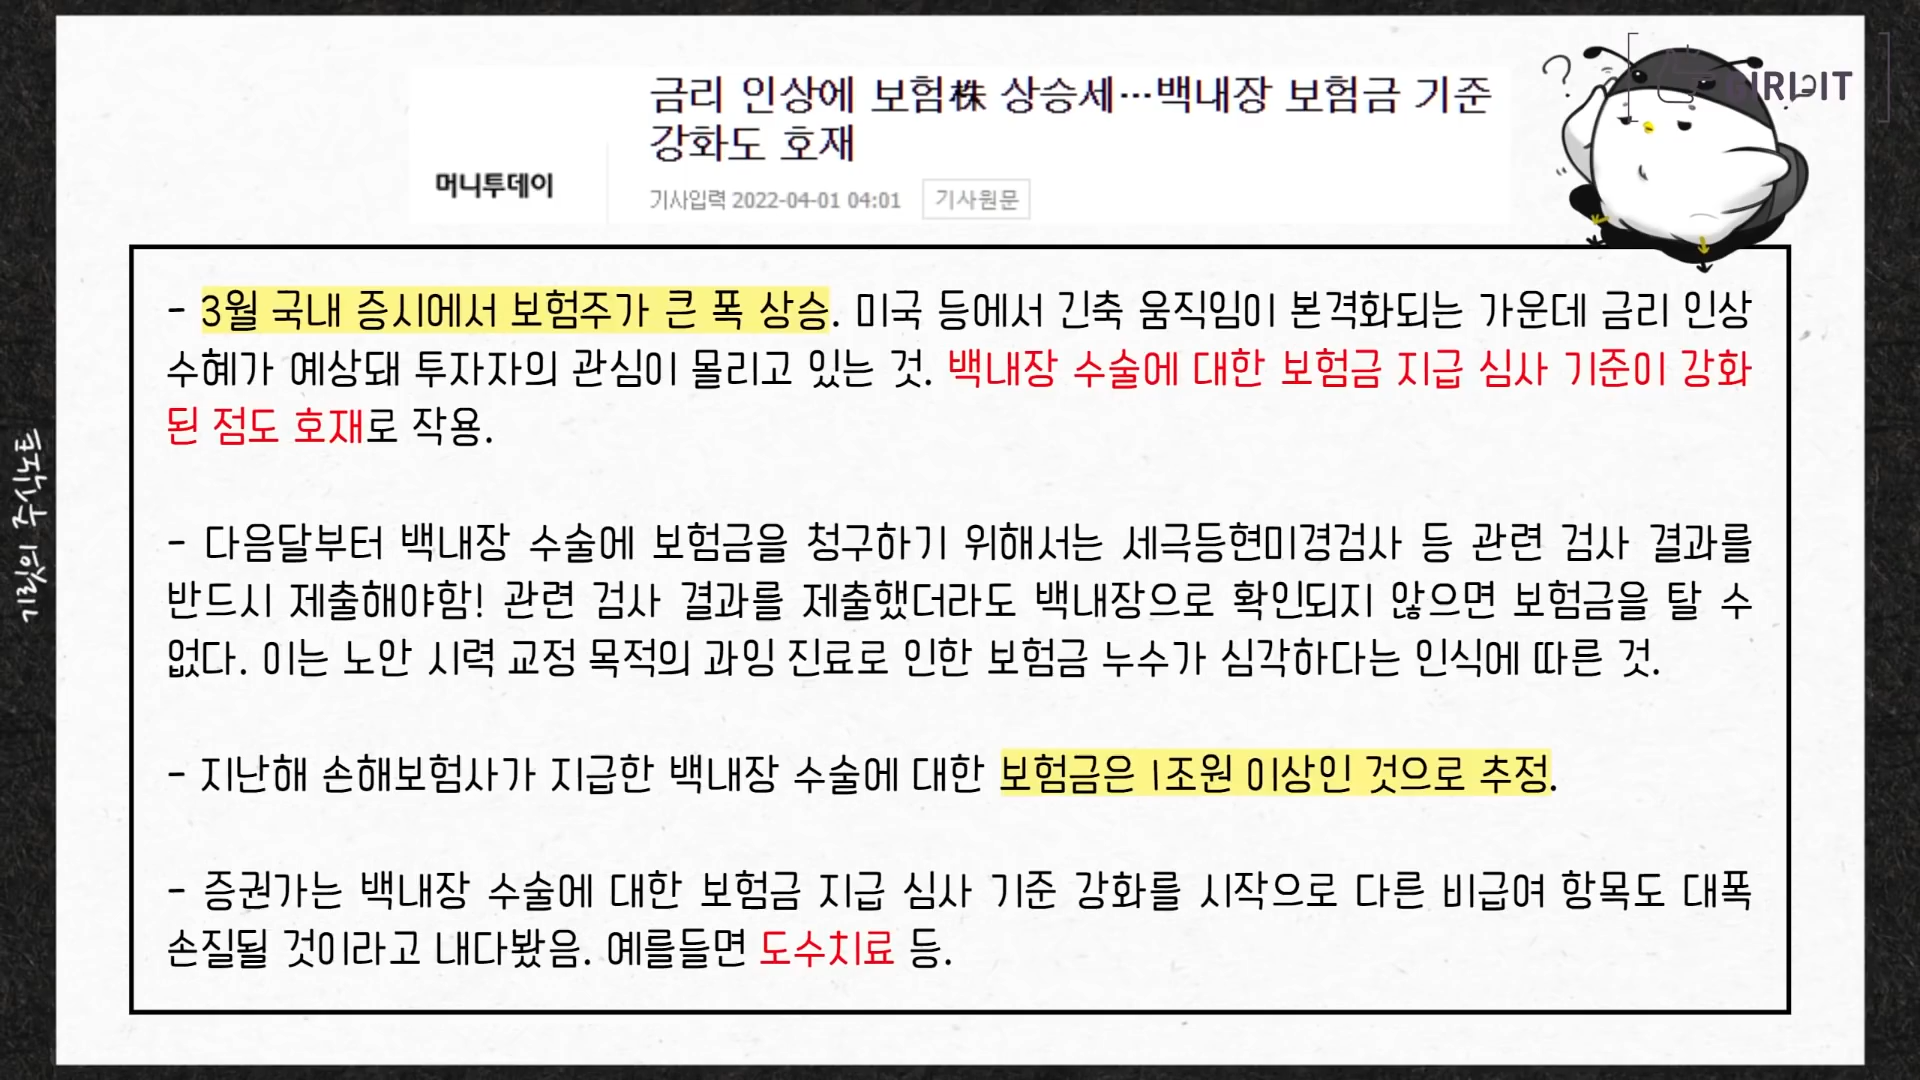 금리 인상에 보험株 상승세…백내장 보험금 기준
강화도 호재
머니투데이
기사입력 2022-04-01 04:01
기사원문
- 3월 국내 증시에서 보험주가 큰 폭 상승. 미국 등에서 긴축 움직임이 본격화되는 가운데 금리 인상
수혜가 예상돼 투자자의 관심이 몰리고 있는 것. 백내장 수술에 대한 보험금 지급 심사 기준이 강화
된 점도 호재로 작용.
- 다음달부터 백내장 수술에 보험금을 청구하기 위해서는 세극등현미경검사 등 관련 검사 결과를
반드시 제출해야함! 관련 검사 결과를 제출했더라도 백내장으로 확인되지 않으면 보험금을 탈 수
없다. 이는 노안 시력 교정 목적의 과잉 진료로 인한 보험금 누수가 심각하다는 인식에 따른 것.
- 지난해 손해보험사가 지급한 백내장 수술에 대한 보험금은 1조원 이상인 것으로 추정.
- 증권가는 백내장 수술에 대한 보험금 지급 심사 기준 강화를 시작으로 다른 비급여 항목도 대폭
손질될 것이라고 내다봤음. 예를들면 도수치료 등.
기릿의 주식노트